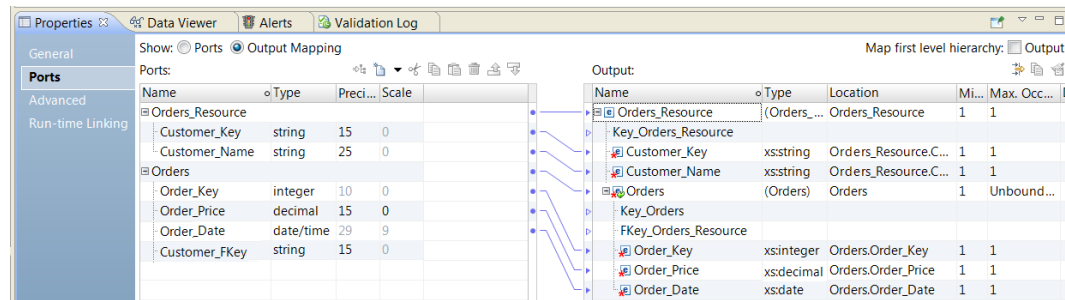 Properties Data Viewer Alerts Validation Log
General
Ports
Advanced
Run-time Linking
Show: Ports Output Mapping
Map first level hierarchy: Output
Ports:
Output:
Name Type Preci... Scale
Orders_Resource
Customer_Key string 15 0
Customer_Name string 25 0
Orders
Order_Key integer 10 0
Order_Price decimal 15 0
Order_Date date/time 29 9
Customer_FKey string 15 0
Name Type Location Mi... Max. Occ...
Orders_Resource (Orders_... Orders_Resource 1 1
Key_Orders_Resource
Customer_Key xs:string Orders_Resource.C... 1 1
Customer_Name xs:string Orders_Resource.C... 1 1
Orders (Orders) Orders 1 Unbound...
Key_Orders
FKey_Orders_Resource
Order_Key xs:integer Orders.Order_Key 1 1
Order_Price xs:decimal Orders.Order_Price 1 1
Order_Date xs:date Orders.Order_Date 1 1